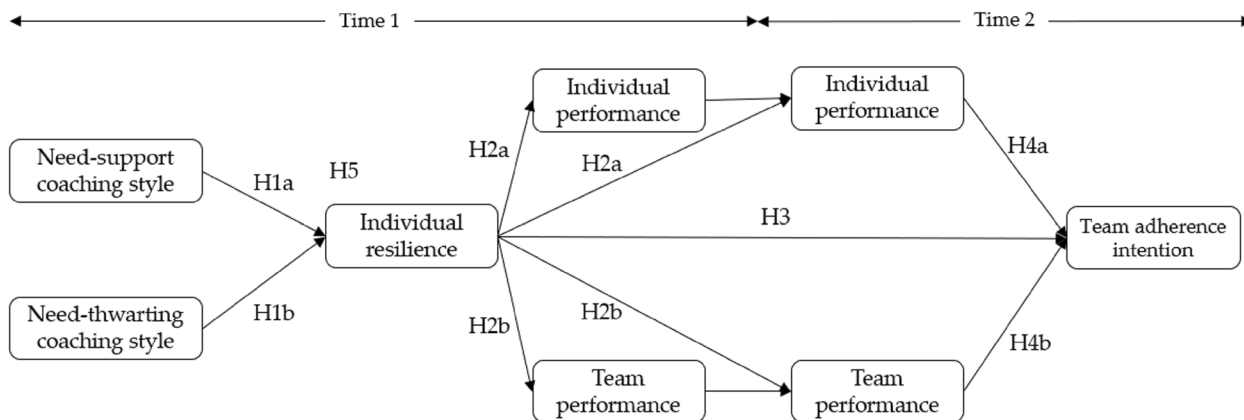 Time 1
Time 2
Individual
performance
Individual
performance
Need-support
coaching style
H2a
H2a
H4a
H1a
H5
Individual
resilience
H3
Team adherence
intention
Need-thwarting
coaching style
H1b
H2b
H2b
H4b
Team
performance
Team
performance